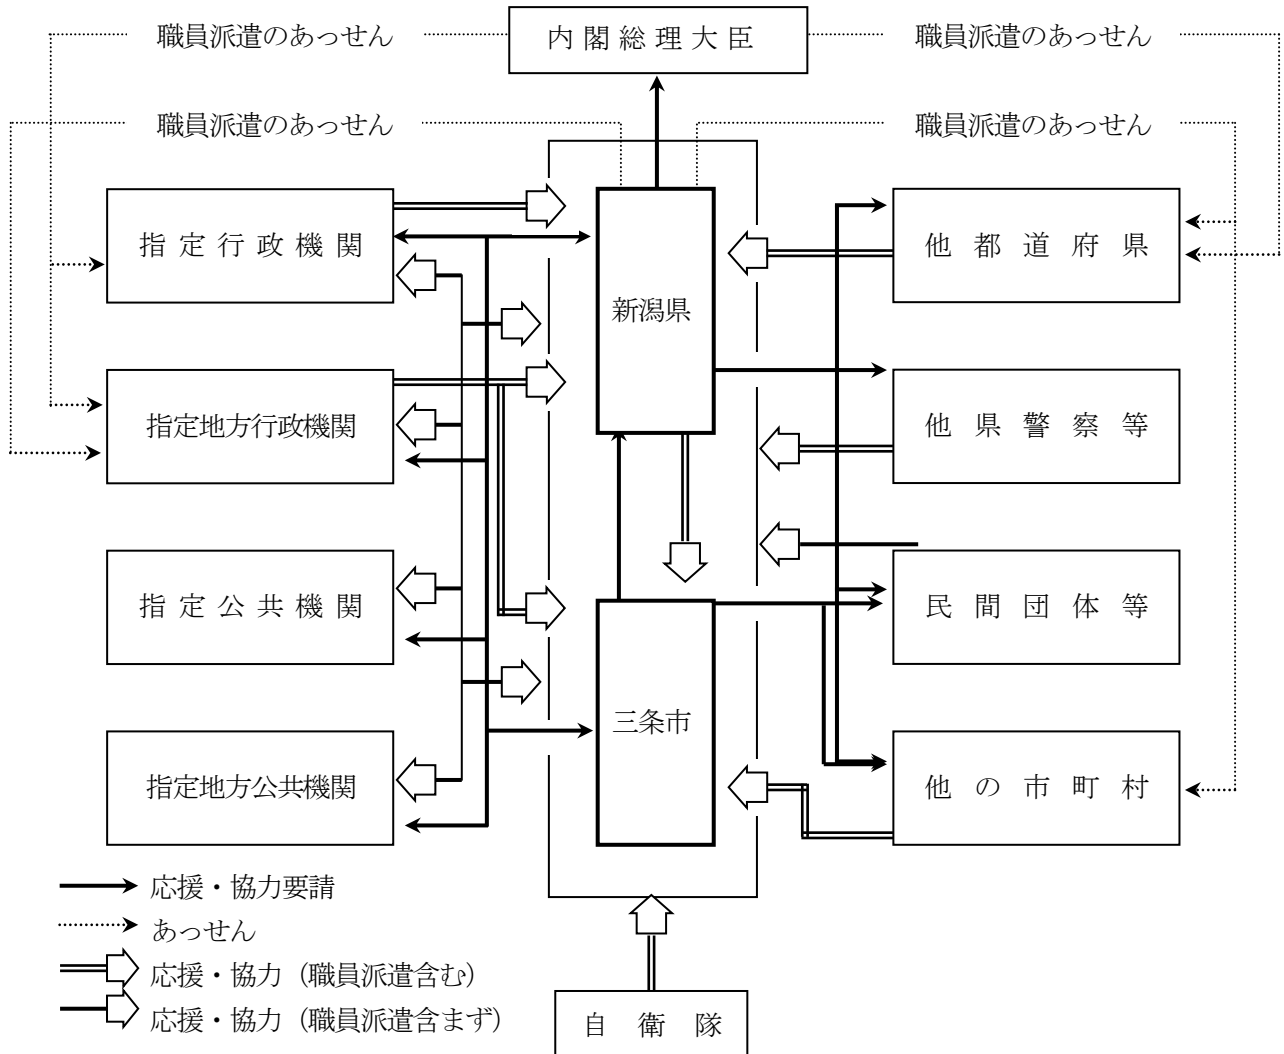 職員派遣のあっせん
内閣総理大臣
職員派遣のあっせん
職員派遣のあっせん
職員派遣のあっせん
指定行政機関
新潟県
他都道府県
指定地方行政機関
他県警察等
指定公共機関
民間団体等
三条市
指定地方公共機関
他の市町村
応援・協力要請
あっせん
応援・協力（職員派遣含む）
応援・協力（職員派遣含まず）
自衛隊